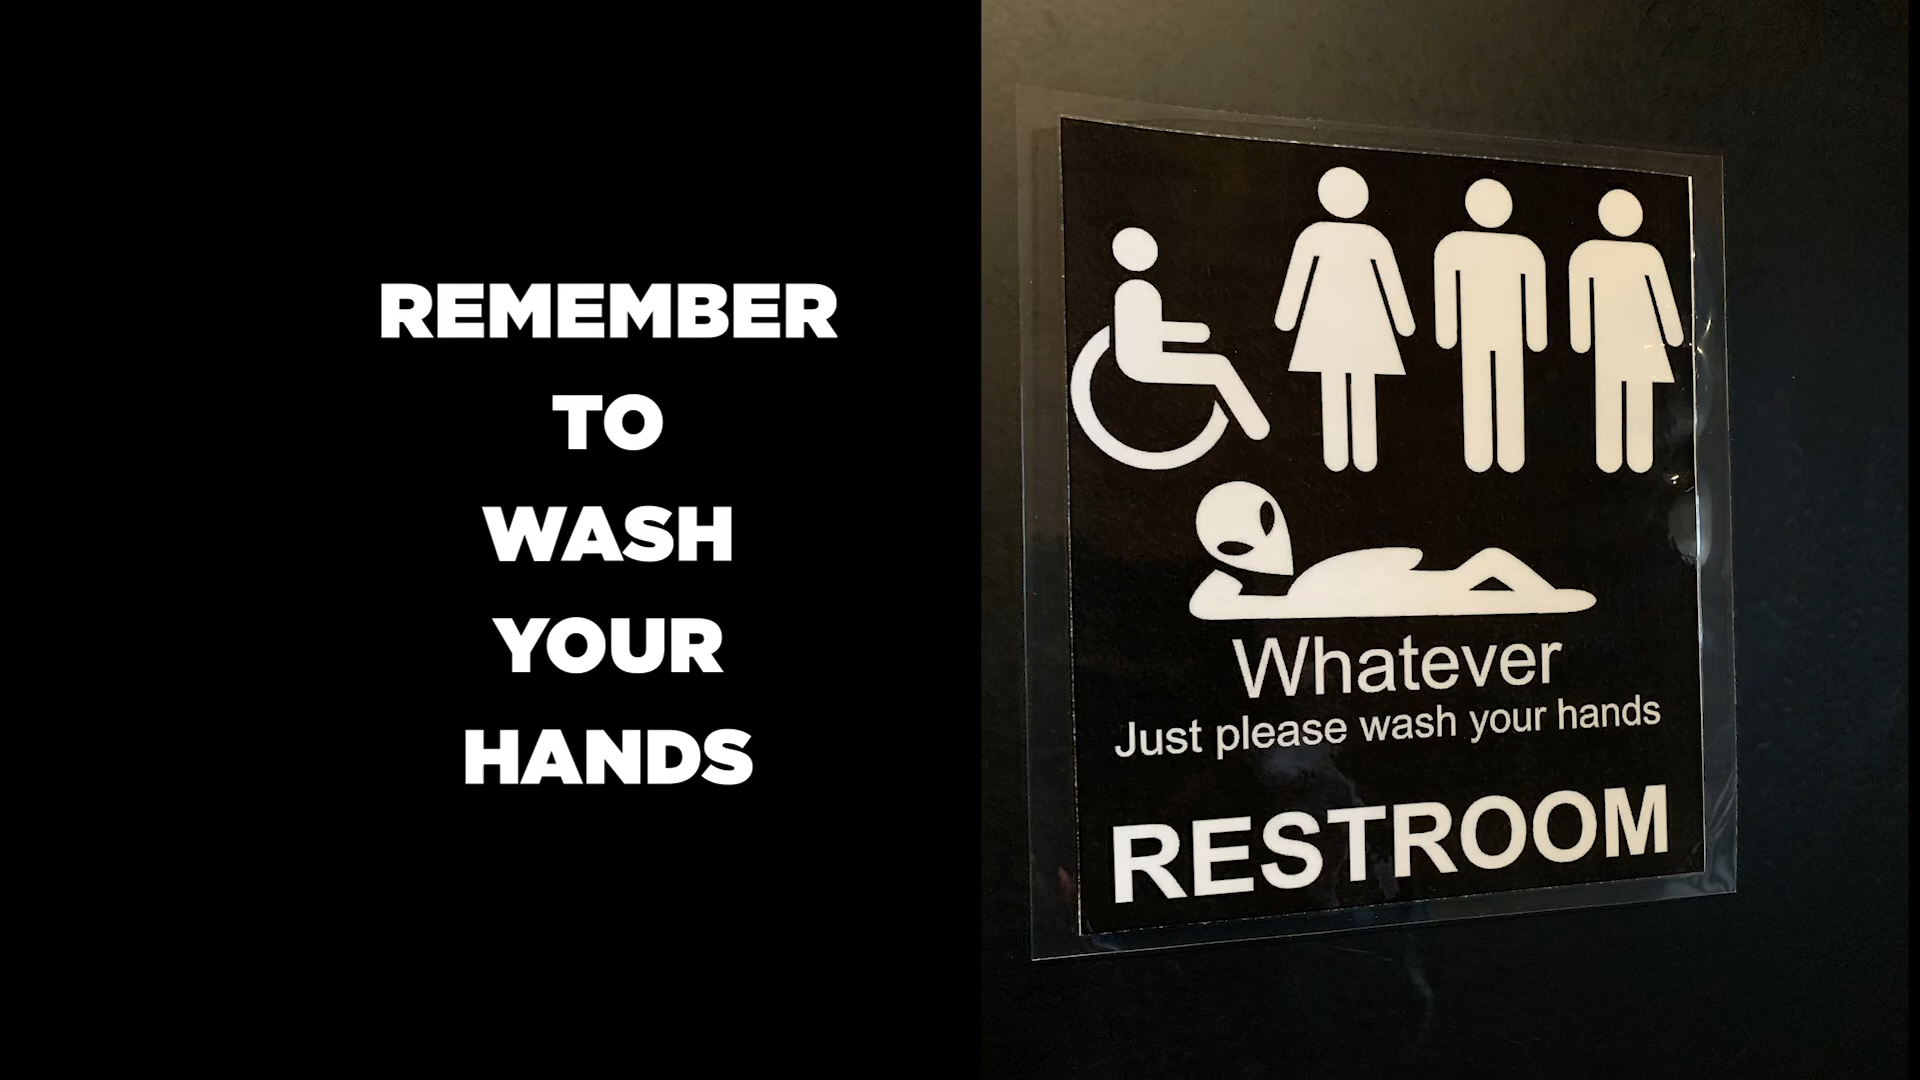 REMEMBER
TO
WASH
YOUR
HANDS
Whatever
Just please wash your hands
RESTROOM